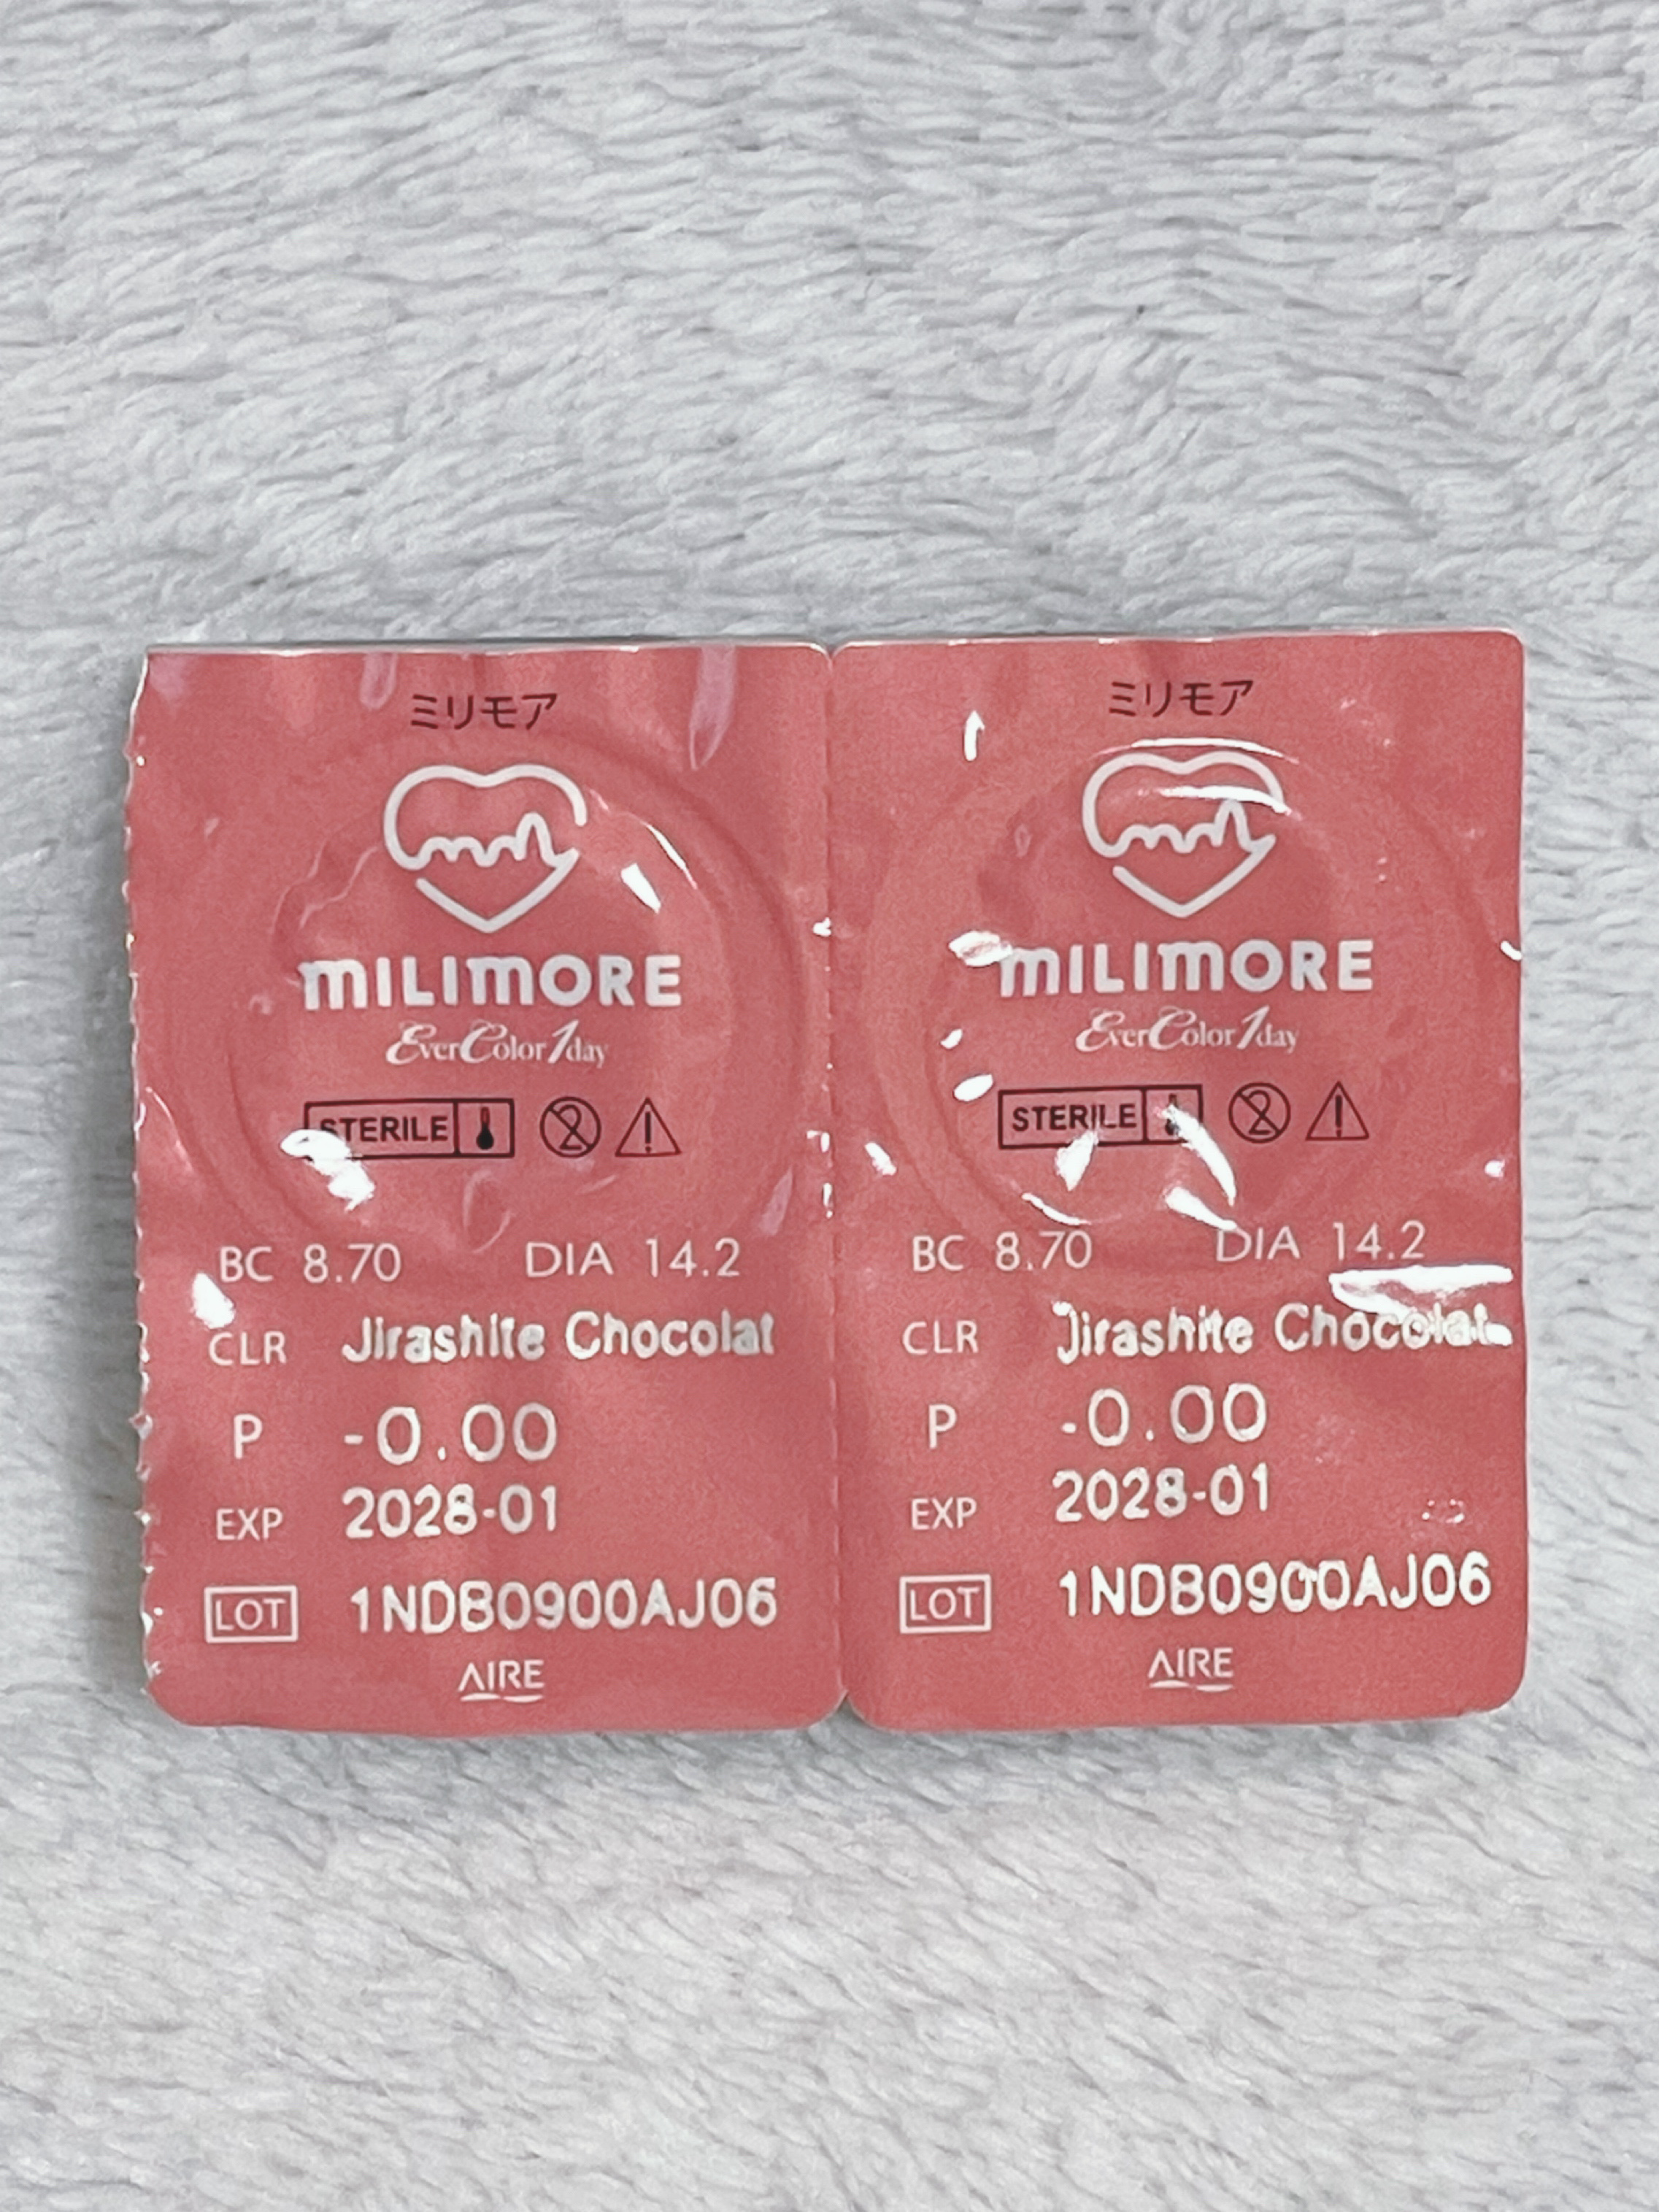 ミリモア
MILIMORE
EverColor1day
STERILE
BC 8.70 DIA 14.2
CLR Jirashite Chocolat
P -0.00
EXP 2028-01
LOT 1NDB0900AJ06
AIRE
ミリモア
MILIMORE
EverColor1day
STERILE
BC 8.70 DIA 14.2
CLR Jirashite Chocolat
P -0.00
EXP 2028-01
LOT 1NDB0900AJ06
AIRE